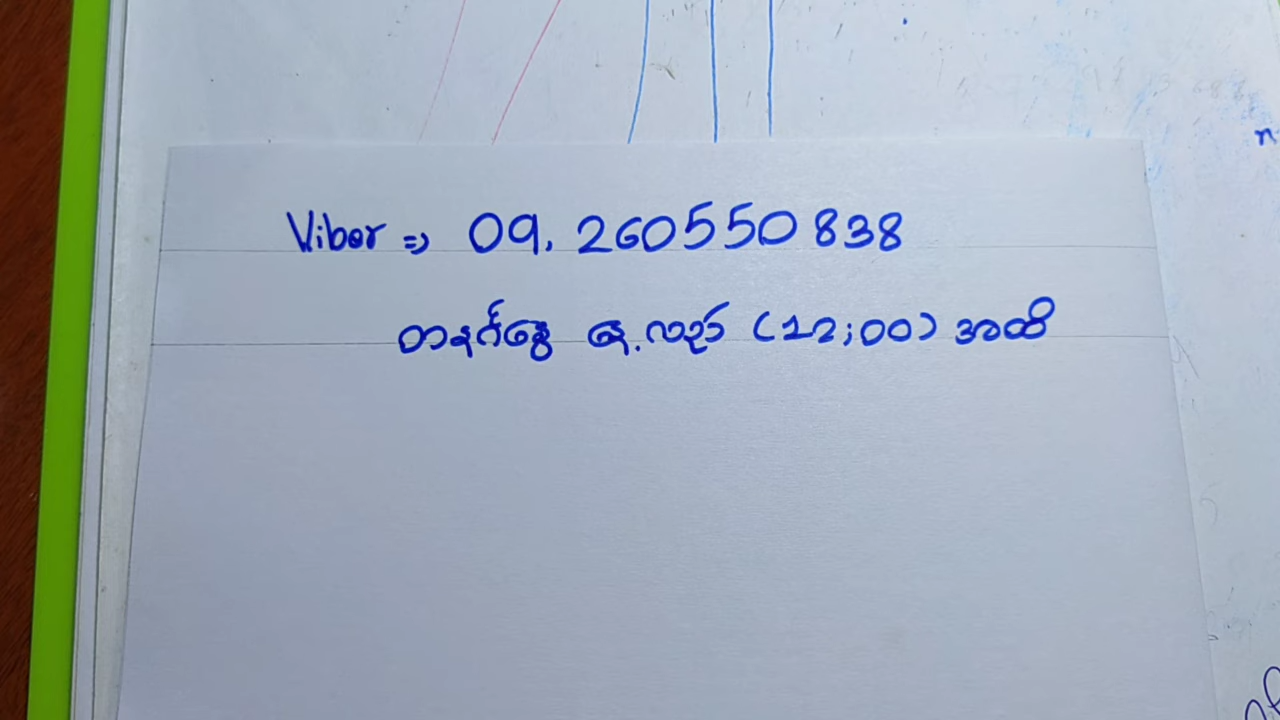 Viber => 09. 260550838
တနင်္ဂနွေ နေ့.လည် (12;00) အထိ